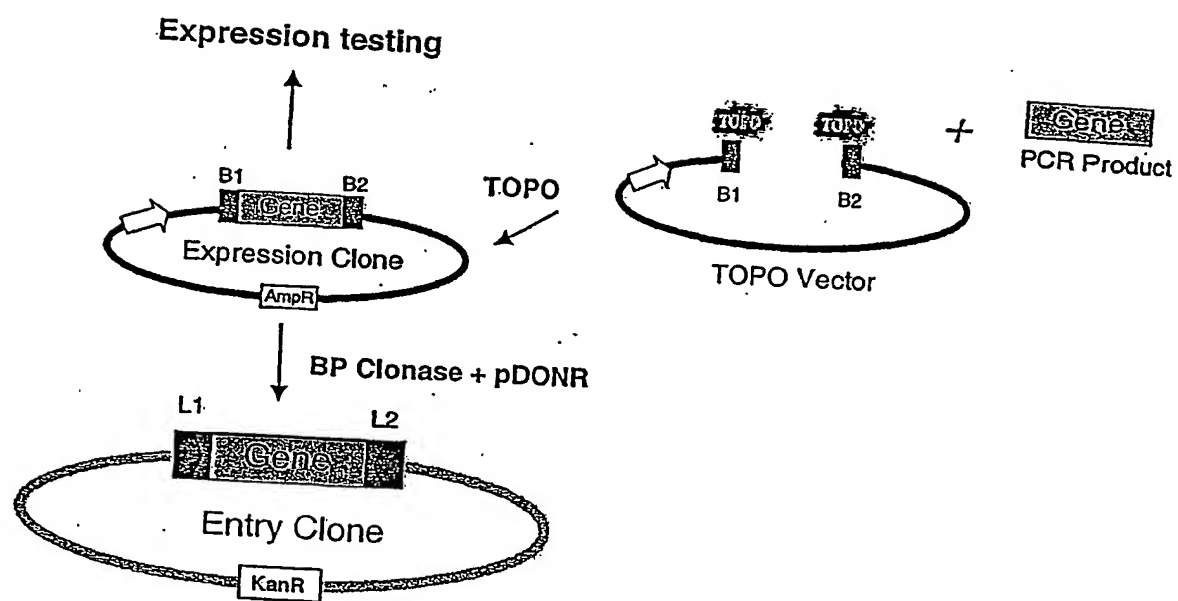 Expression testing
TOPO
TOPO
+
Gene
PCR Product
B1
B2
TOPO Vector
TOPO
B1
B2
Gene
Expression Clone
AmpR
BP Clonase + pDONR
L1
L2
Gene
Entry Clone
KanR